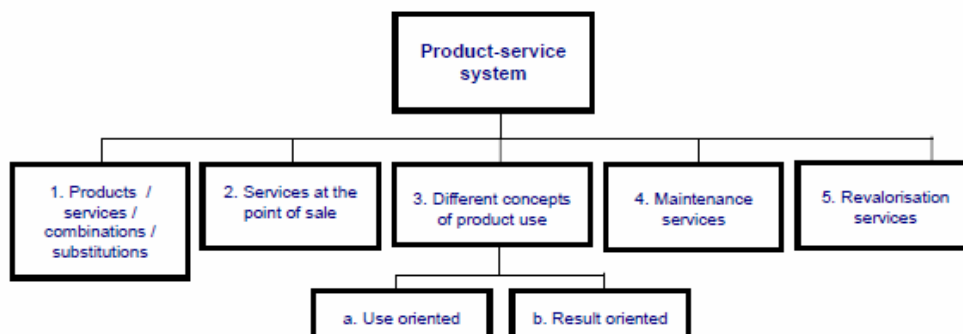 Product-service
system
1. Products /
services /
combinations /
substitutions
2. Services at the
point of sale
3. Different concepts
of product use
4. Maintenance
services
5. Revalorisation
services
a. Use oriented
b. Result oriented